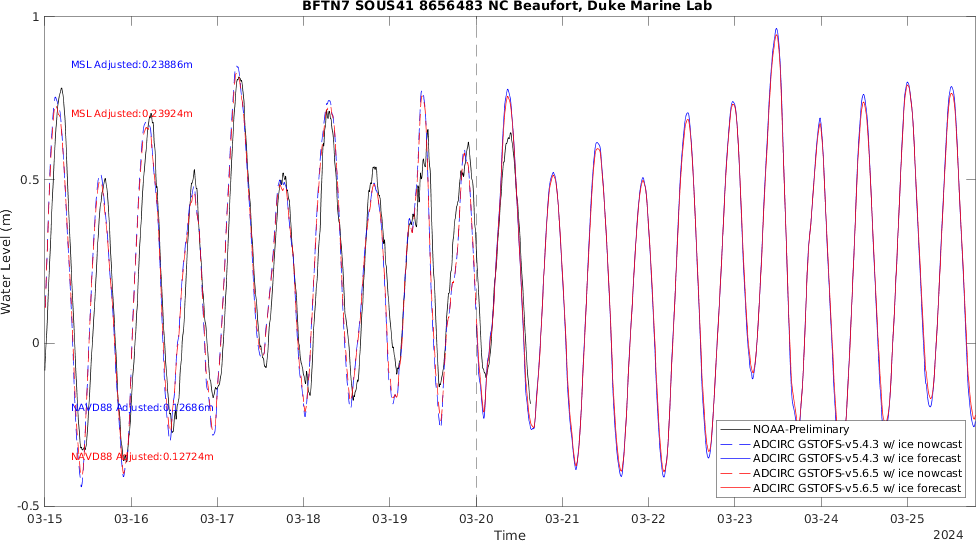 BFTN7 SOUS41 8656483 NC Beaufort, Duke Marine Lab
1
MSL Adjusted:0.23886m
MSL Adjusted:0.23924m
0.5
Water Level (m)
0
NAVD88 Adjusted:0.12686m
NAVD88 Adjusted:0.12724m
NOAA-Preliminary
ADCIRC GSTOFS-v5.4.3 w/ ice nowcast
ADCIRC GSTOFS-v5.4.3 w/ ice forecast
ADCIRC GSTOFS-v5.6.5 w/ ice nowcast
ADCIRC GSTOFS-v5.6.5 w/ ice forecast
-0.5
03-15 03-16 03-17 03-18 03-19 03-20 03-21 03-22 03-23 03-24 03-25
Time
2024